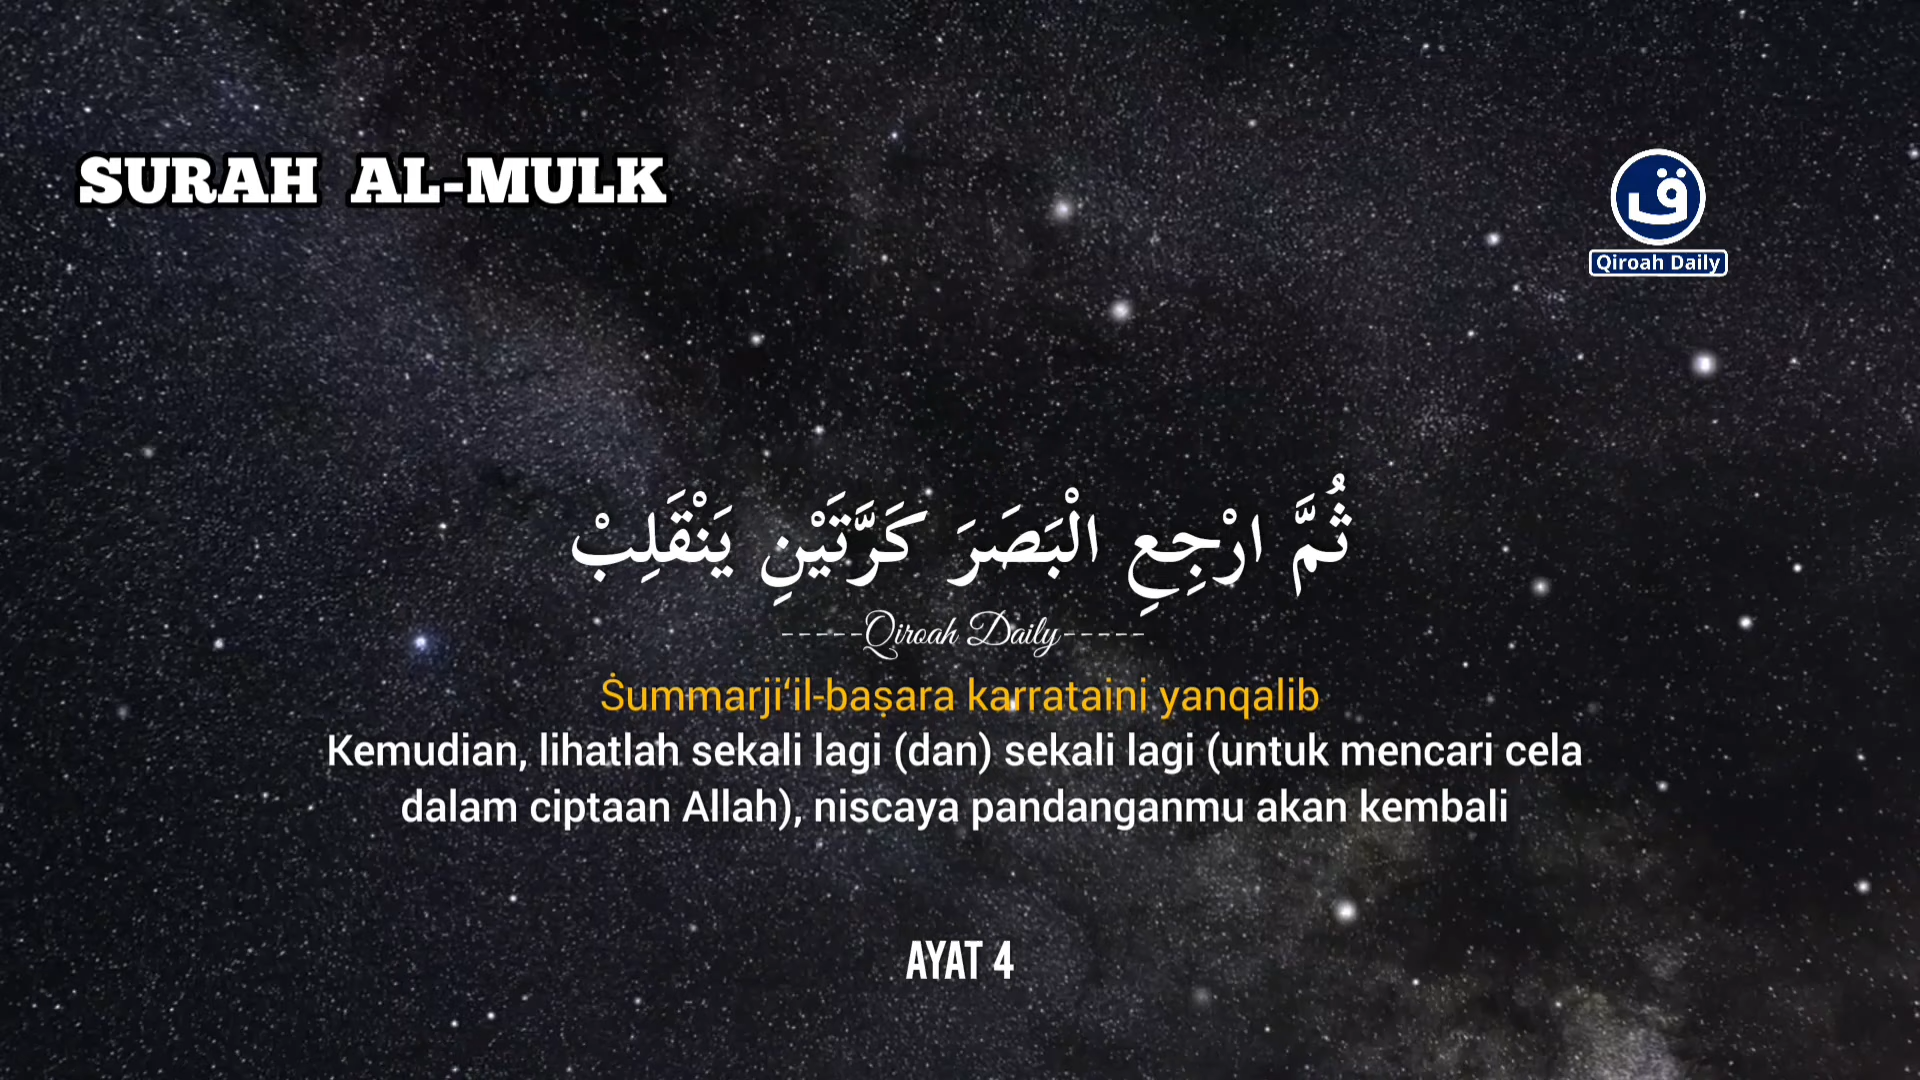 SURAH AL-MULK
ق
Qiroah Daily
ثُمَّ ارْجِعِ الْبَصَرَ كَرَّتَيْنِ يَنْقَلِبْ
-----Qiroah Daily-----
Ṡummarji‘il-baṣara karrataini yanqalib
Kemudian, lihatlah sekali lagi (dan) sekali lagi (untuk mencari cela
dalam ciptaan Allah), niscaya pandanganmu akan kembali
AYAT 4